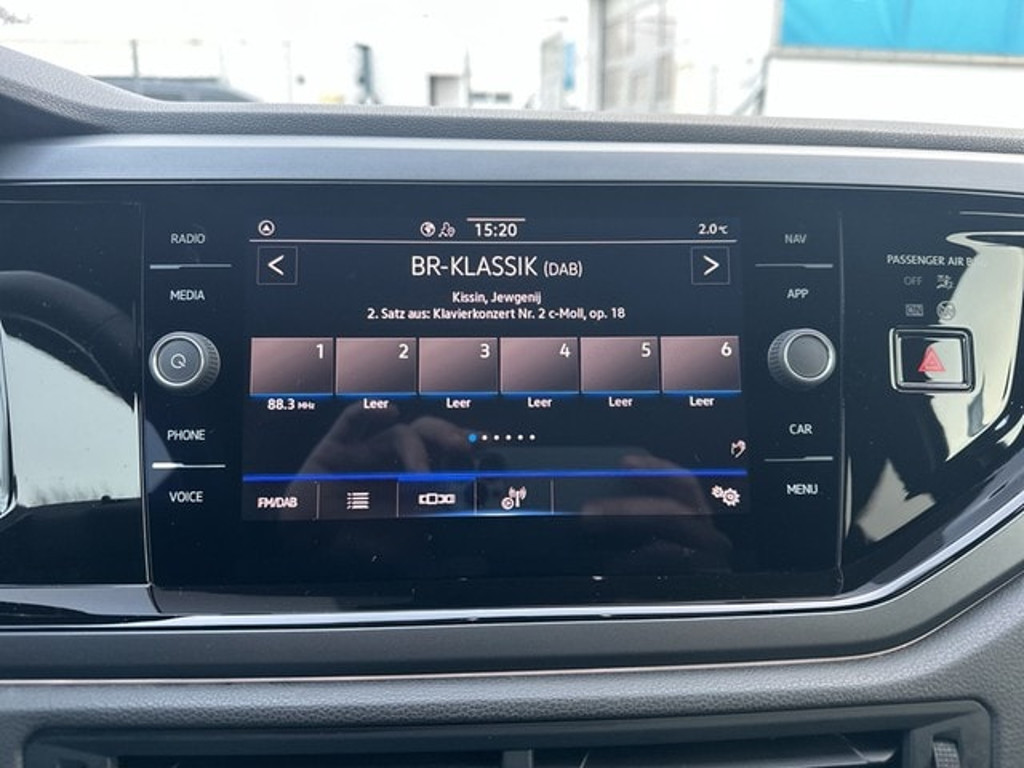 RADIO
MEDIA
PHONE
VOICE
15:20
2.0°C
<
BR-KLASSIK (DAB)
>
Kissin, Jewgenij
2. Satz aus: Klavierkonzert Nr. 2 c-Moll, op. 18
1 2 3 4 5 6
88.3 MHz Leer Leer Leer Leer Leer
FM/DAB
NAV
APP
CAR
MENU
PASSENGER AIR B
OFF